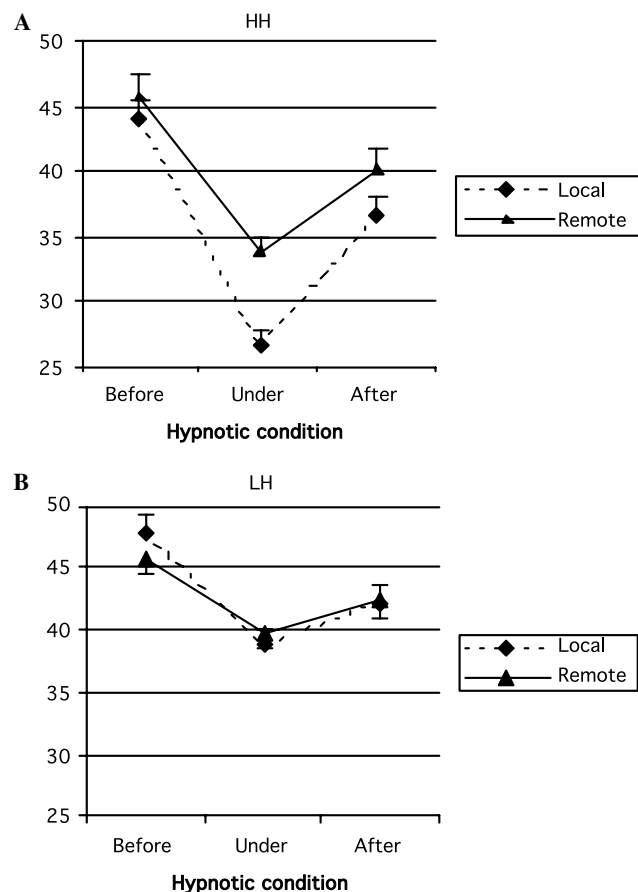 A
HH
50
45
40
35
30
25
Before Under After
Hypnotic condition
Local
Remote
B
LH
50
45
40
35
30
25
Before Under After
Hypnotic condition
Local
Remote